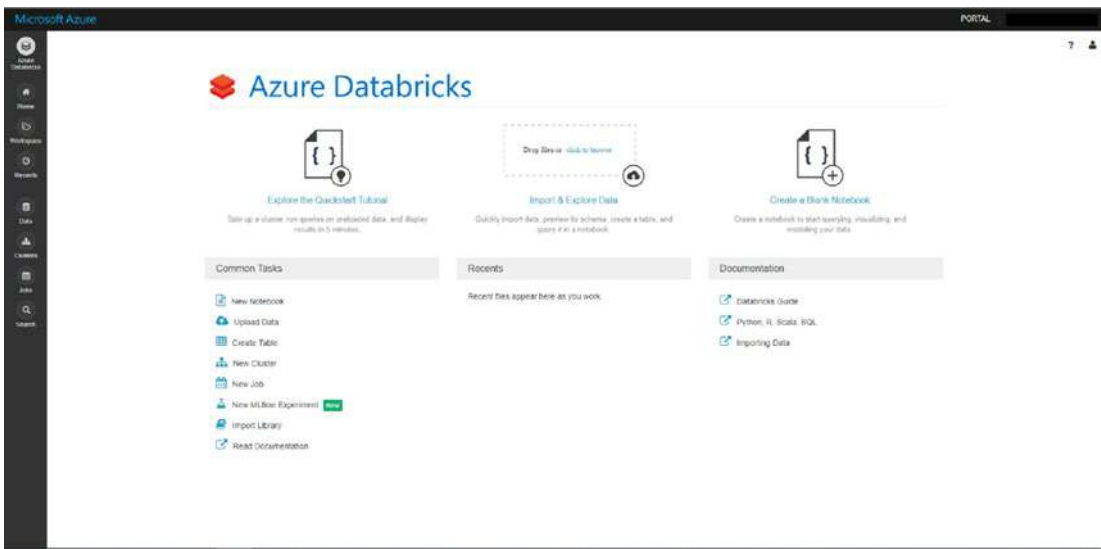 Microsoft Azure
PORTAL
Azure
Databricks
Home
Workspace
Recents
Data
Clusters
Jobs
Search
?
Azure Databricks
{ }
Explore the Quickstart Tutorial
Spin up a cluster, run queries on preloaded data, and display
results in 5 minutes.
Drop files or click to browse
Import & Explore Data
Quickly import data, preview its schema, create a table, and
query it in a notebook.
{ }
Create a Blank Notebook
Create a notebook to start querying, visualizing, and
modeling your data.
Common Tasks
New Notebook
Upload Data
Create Table
New Cluster
New Job
New MLflow Experiment New
Import Library
Read Documentation
Recents
Recent files appear here as you work.
Documentation
Databricks Guide
Python, R, Scala, SQL
Importing Data